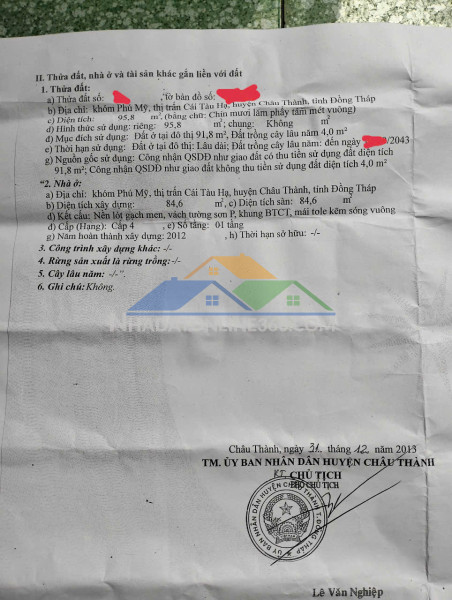 II. Thửa đất, nhà ở và tài sản khác gắn liền với đất
1. Thửa đất:
a) Thửa đất số: , Tờ bản đồ số:
b) Địa chỉ: khóm Phú Mỹ, thị trấn Cái Tàu Hạ, huyện Châu Thành, tỉnh Đồng Tháp
c) Diện tích: 95,8 m², (bằng chữ: Chín mươi lăm phẩy tám mét vuông)
d) Hình thức sử dụng: riêng: 95,8 m²; chung: Không m²
đ) Mục đích sử dụng: Đất ở tại đô thị 91,8 m², Đất trồng cây lâu năm 4,0 m²
e) Thời hạn sử dụng: Đất ở tại đô thị: Lâu dài; Đất trồng cây lâu năm: đến ngày /2043
g) Nguồn gốc sử dụng: Công nhận QSDĐ như giao đất có thu tiền sử dụng đất diện tích
91,8 m²; Công nhận QSDĐ như giao đất không thu tiền sử dụng đất diện tích 4,0 m²
"2. Nhà ở:
a) Địa chỉ: khóm Phú Mỹ, thị trấn Cái Tàu Hạ, huyện Châu Thành, tỉnh Đồng Tháp
b) Diện tích xây dựng: 84,6 m², c) Diện tích sàn: 84,6 m²
d) Kết cấu: Nền lót gạch men, vách tường sơn P, khung BTCT, mái tole kẽm sóng vuông
đ) Cấp (Hạng): Cấp 4 , e) Số tầng: 01 tầng
g) Năm hoàn thành xây dựng: 2012 , h) Thời hạn sở hữu: -/-
3. Công trình xây dựng khác: -/-
4. Rừng sản xuất là rừng trồng: -/-
5. Cây lâu năm: -/-".
6. Ghi chú: Không.
NHADATONLINE365.COM
Châu Thành, ngày 31 tháng 12 năm 2013
TM. ỦY BAN NHÂN DÂN HUYỆN CHÂU THÀNH
KT. CHỦ TỊCH
PHÓ CHỦ TỊCH
ỦY BAN NHÂN DÂN HUYỆN CHÂU THÀNH T. ĐỒNG THÁP
Lê Văn Nghiệp